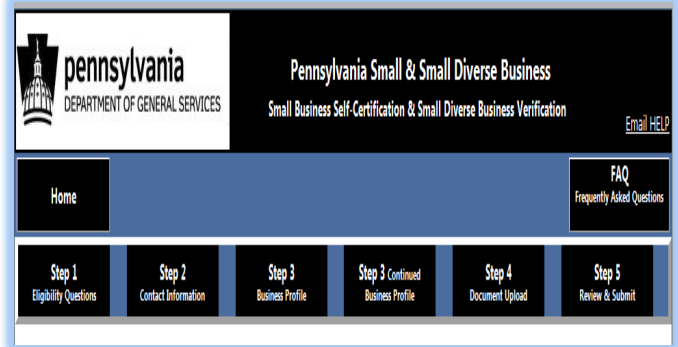 pennsylvania
DEPARTMENT OF GENERAL SERVICES
Pennsylvania Small & Small Diverse Business
Small Business Self-Certification & Small Diverse Business Verification
Email HELP
Home
FAQ
Frequently Asked Questions
Step 1
Eligibility Questions
Step 2
Contact Information
Step 3
Business Profile
Step 3 Continued
Business Profile
Step 4
Document Upload
Step 5
Review & Submit